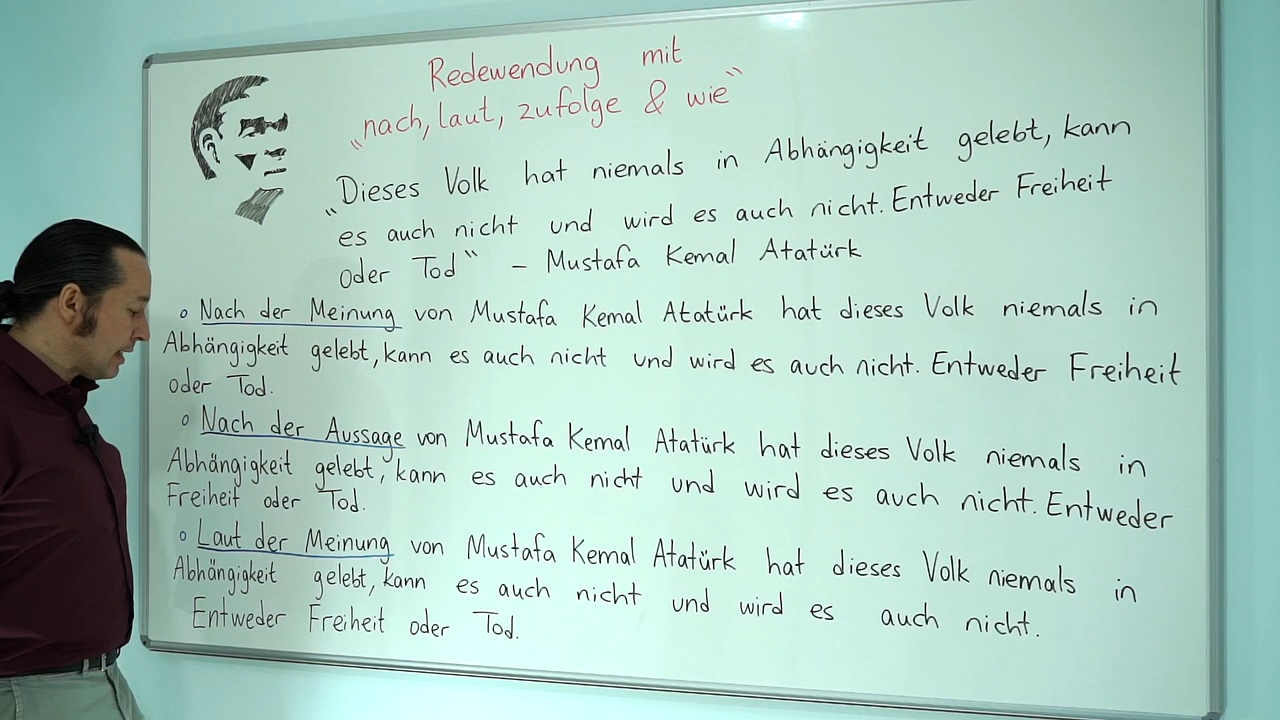 Redewendung mit
"nach, laut, zufolge & wie"
"Dieses Volk hat niemals in Abhängigkeit gelebt, kann
es auch nicht und wird es auch nicht. Entweder Freiheit
oder Tod" – Mustafa Kemal Atatürk
° Nach der Meinung von Mustafa Kemal Atatürk hat dieses Volk niemals in
Abhängigkeit gelebt, kann es auch nicht und wird es auch nicht. Entweder Freiheit
oder Tod.
° Nach der Aussage von Mustafa Kemal Atatürk hat dieses Volk niemals in
Abhängigkeit gelebt, kann es auch nicht und wird es auch nicht. Entweder
Freiheit oder Tod.
° Laut der Meinung von Mustafa Kemal Atatürk hat dieses Volk niemals in
Abhängigkeit gelebt, kann es auch nicht und wird es auch nicht.
Entweder Freiheit oder Tod.